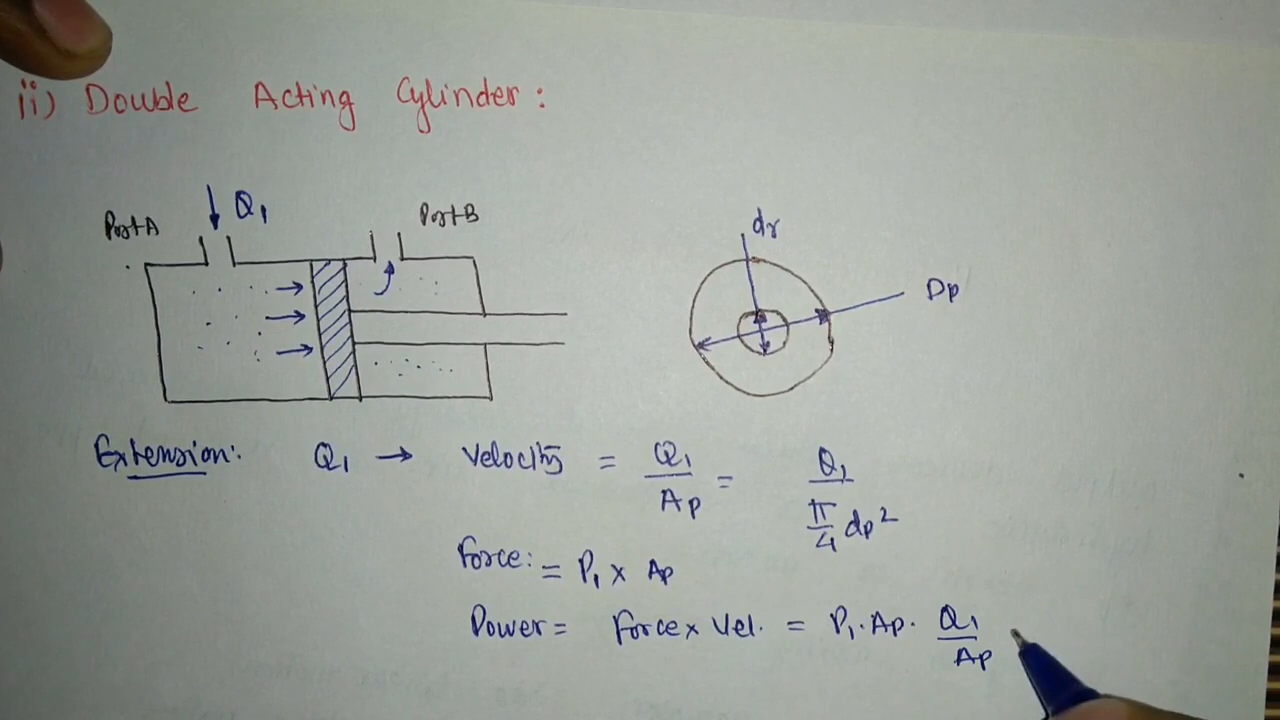 ii) Double Acting Cylinder:
Q1
Port A
Port B
dr
Dp
Extension: Q1 → Velocity = Q1/Ap = Q1/(π/4 dp²)
Force: = P1 × Ap
Power = Force × Vel. = P1 · Ap · Q1/Ap